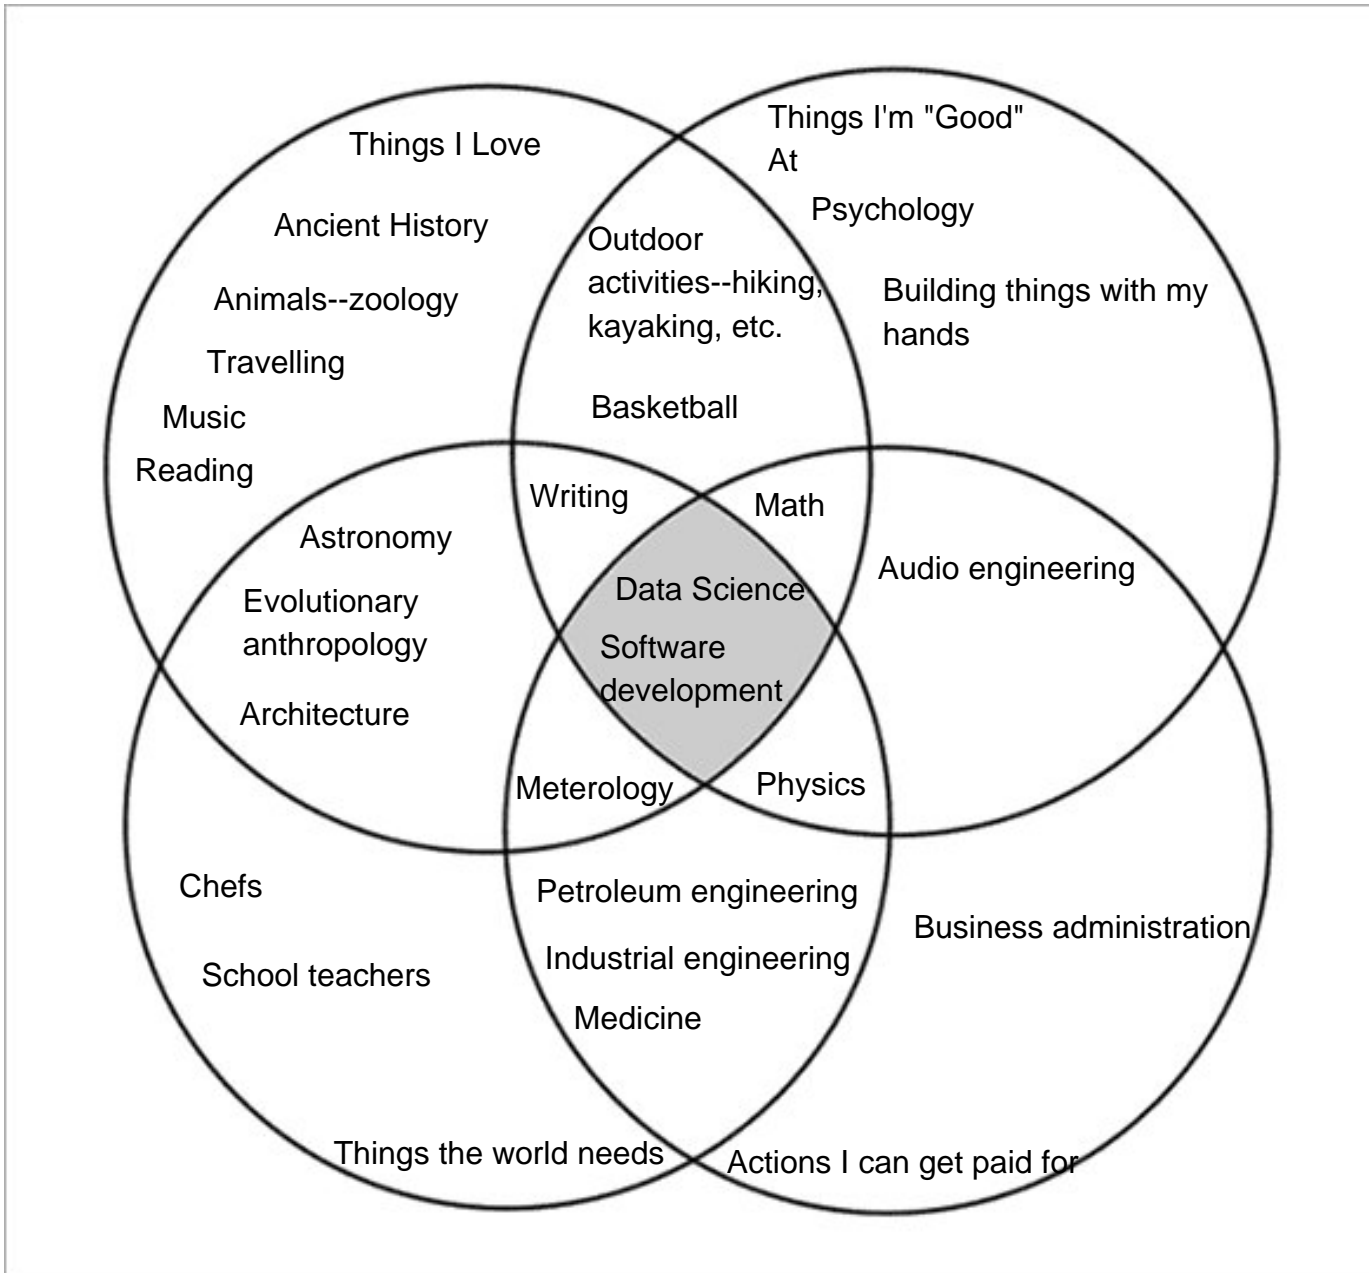 Things I Love
Ancient History
Animals--zoology
Travelling
Music
Reading
Things I'm "Good"
At
Psychology
Building things with my
hands
Outdoor
activities--hiking,
kayaking, etc.
Basketball
Writing
Math
Astronomy
Evolutionary
anthropology
Architecture
Data Science
Software
development
Audio engineering
Meterology
Physics
Chefs
School teachers
Petroleum engineering
Industrial engineering
Medicine
Business administration
Things the world needs
Actions I can get paid for